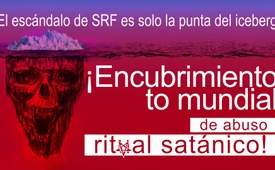 El escándalo de SRF es solo la punta del iceberg
¡Encubrimiento
to mundial
de abuso
ritual satánico!